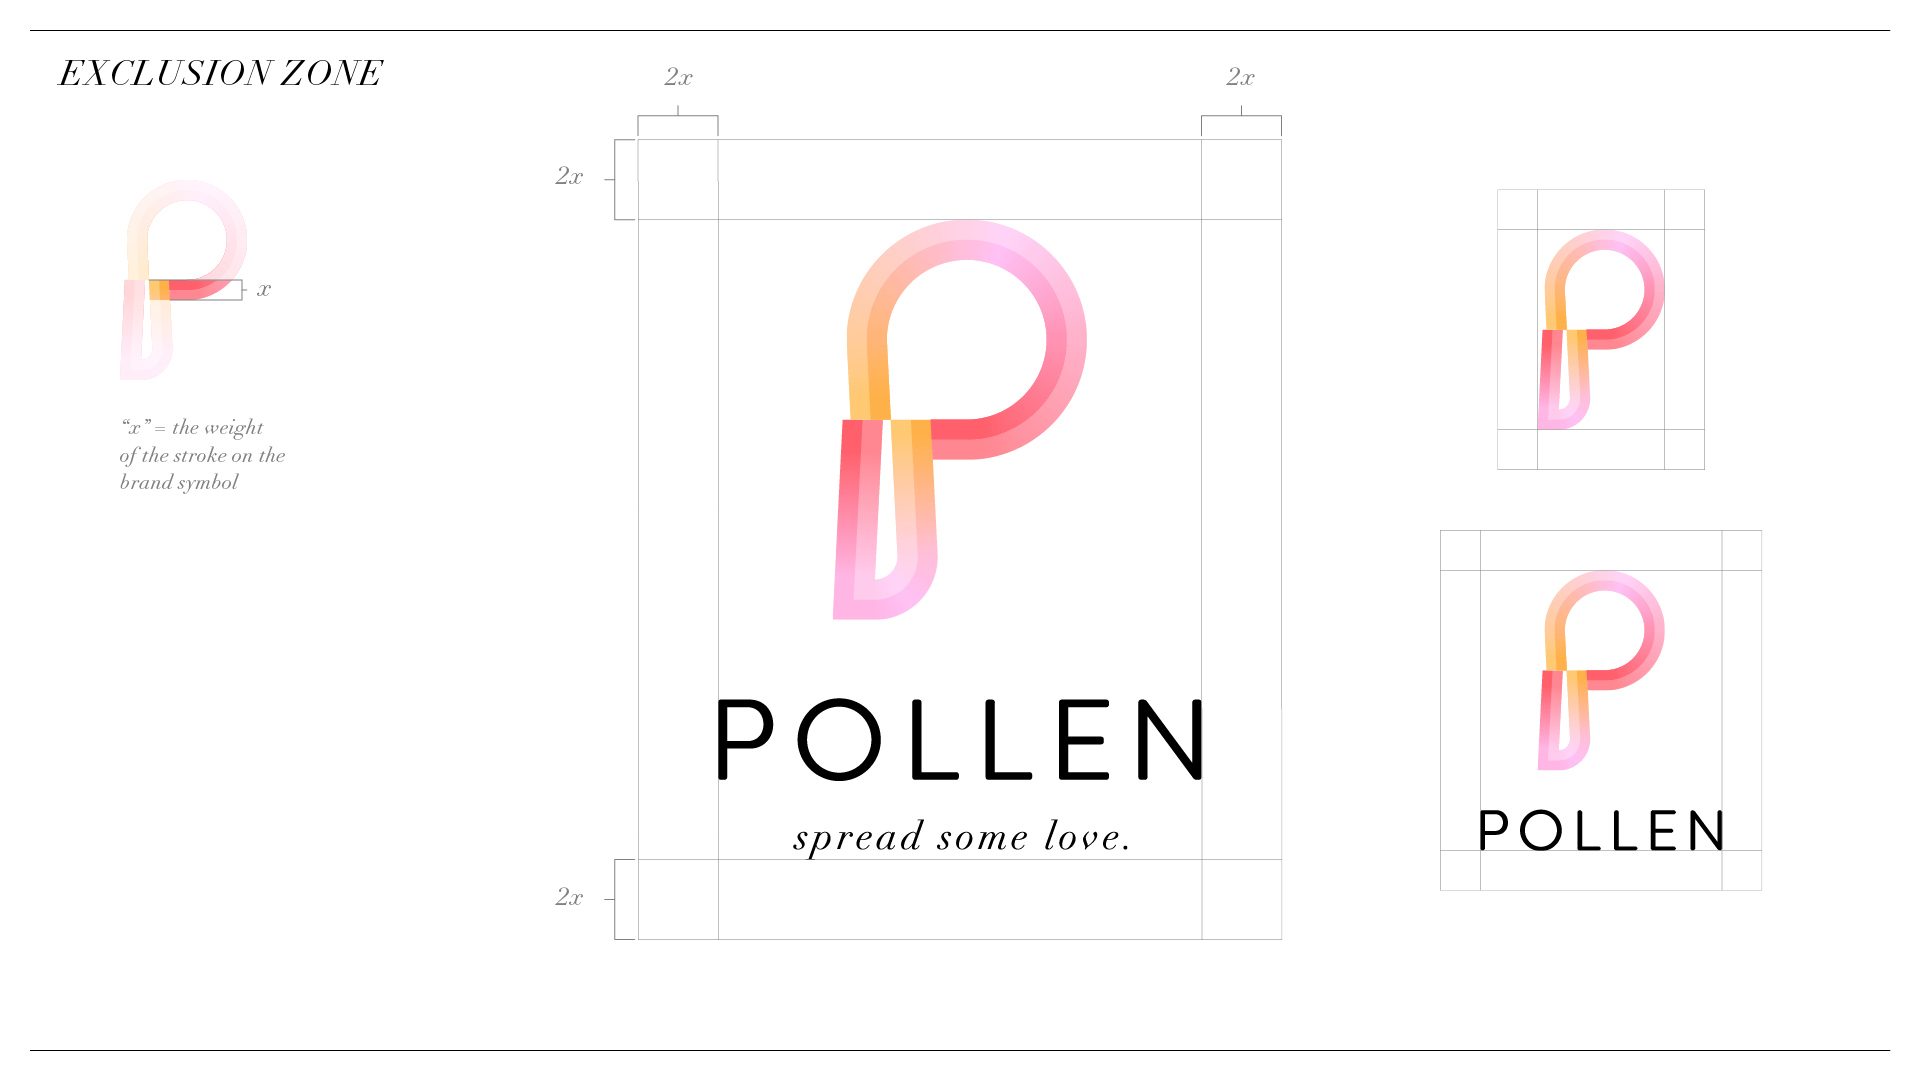 EXCLUSION ZONE
x
“x” = the weight
of the stroke on the
brand symbol
2x
2x
2x
POLLEN
spread some love.
2x
POLLEN